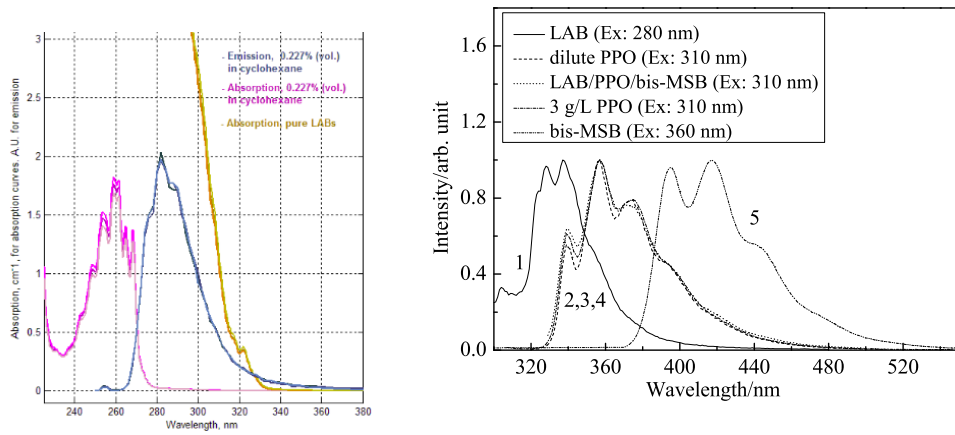 3
2.5
2
1.5
1
0.5
0
240 260 280 300 320 340 360 380
Wavelength, nm
Absorption, cm⁻¹, for absorption curves. A.U. for emission
- Emission, 0.227% (vol.)
in cyclohexane
- Absorption, 0.227% (vol.)
in cyclohexane
- Absorption, pure LABs
1.6
1.2
0.8
0.4
0.0
320 360 400 440 480 520
Wavelength/nm
Intensity/arb. unit
LAB (Ex: 280 nm)
dilute PPO (Ex: 310 nm)
LAB/PPO/bis-MSB (Ex: 310 nm)
3 g/L PPO (Ex: 310 nm)
bis-MSB (Ex: 360 nm)
1
2,3,4
5